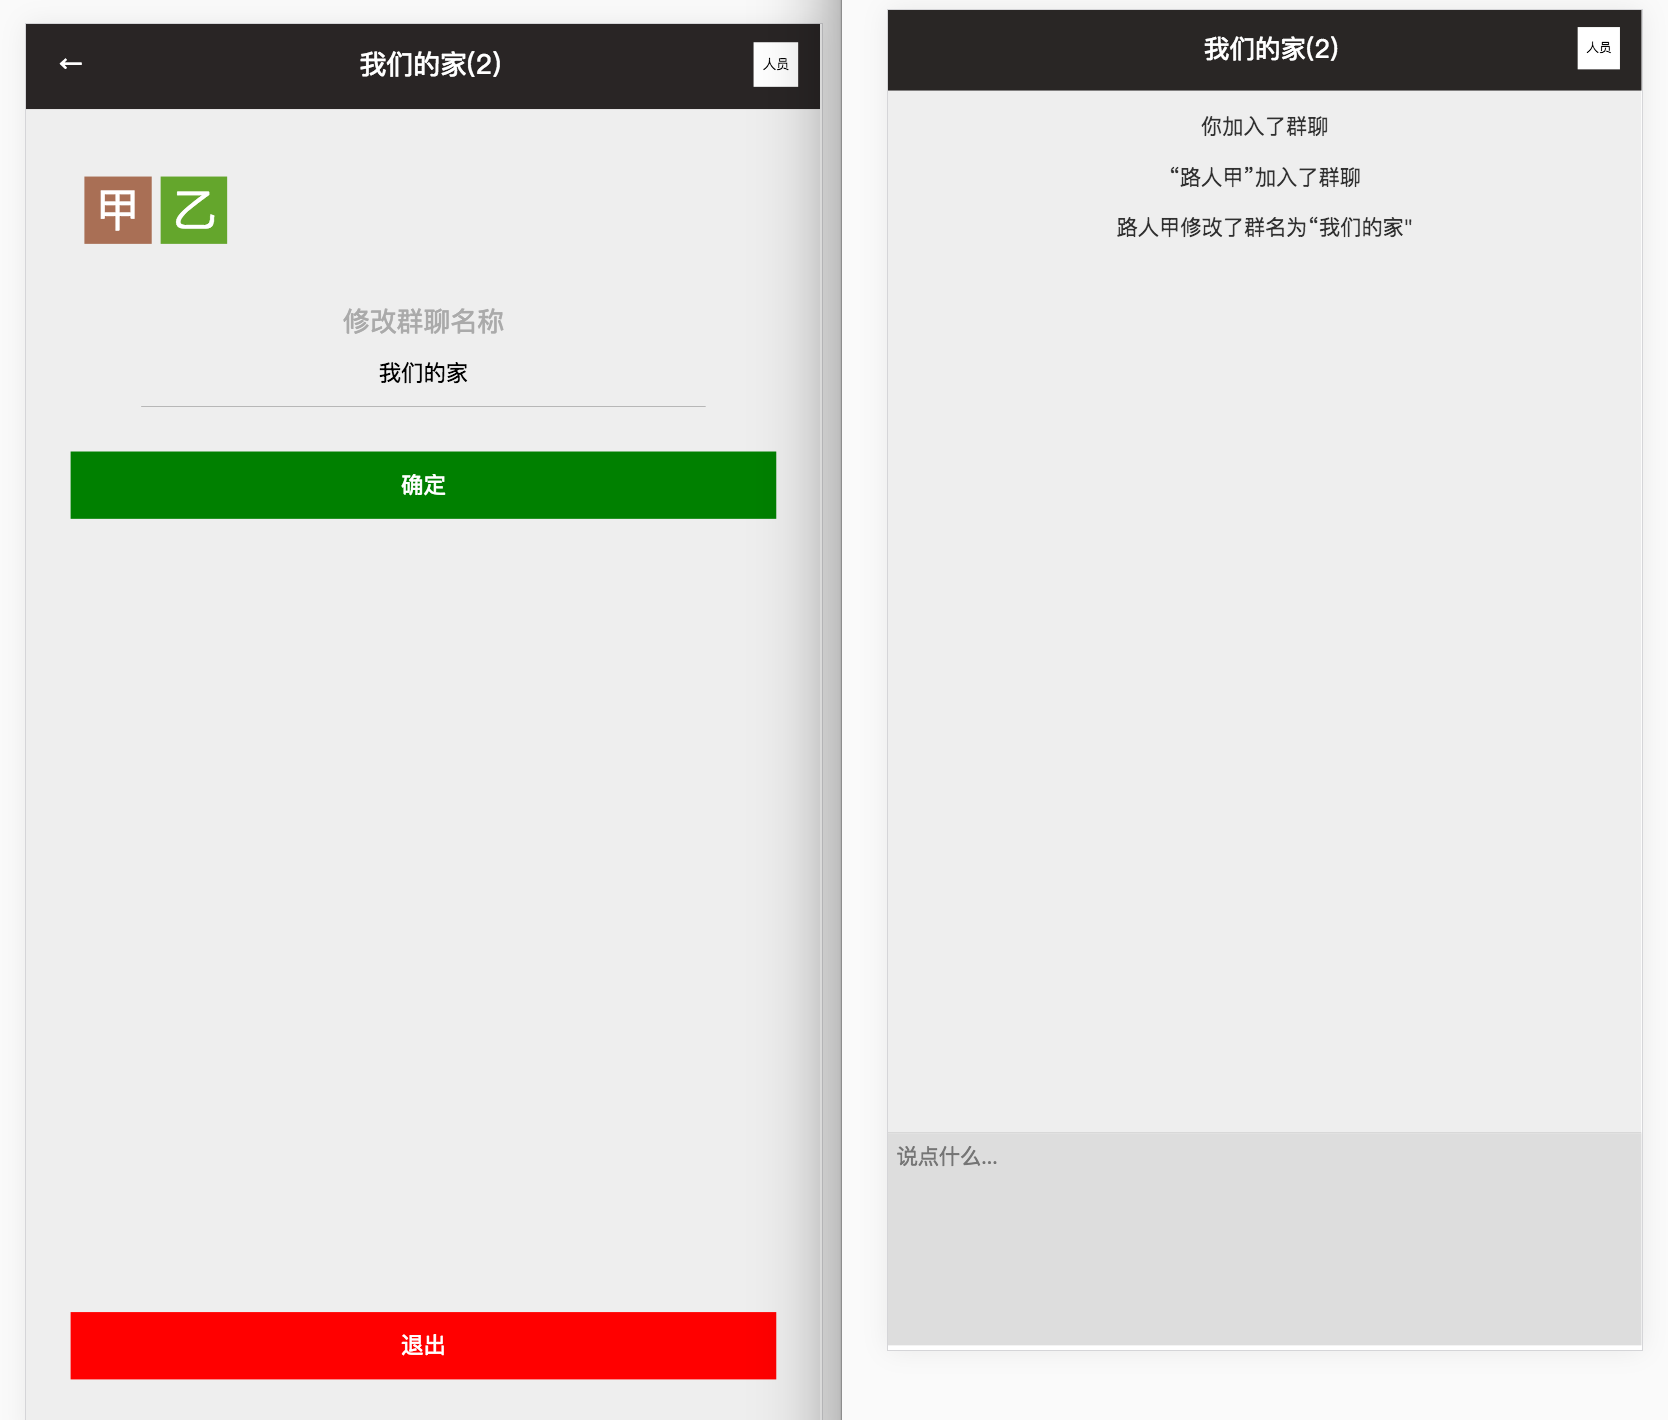 ←
我们的家(2)
人员
甲
乙
修改群聊名称
我们的家
确定
退出
我们的家(2)
人员
你加入了群聊
“路人甲”加入了群聊
路人甲修改了群名为“我们的家"
说点什么...